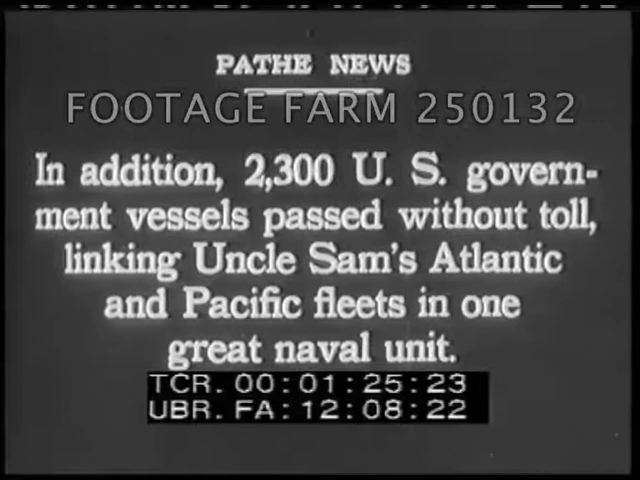 PATHE NEWS
FOOTAGE FARM 250132
In addition, 2,300 U. S. govern-
ment vessels passed without toll,
linking Uncle Sam's Atlantic
and Pacific fleets in one
great naval unit.
TCR. 00:01:25:23
UBR. FA:12:08:22